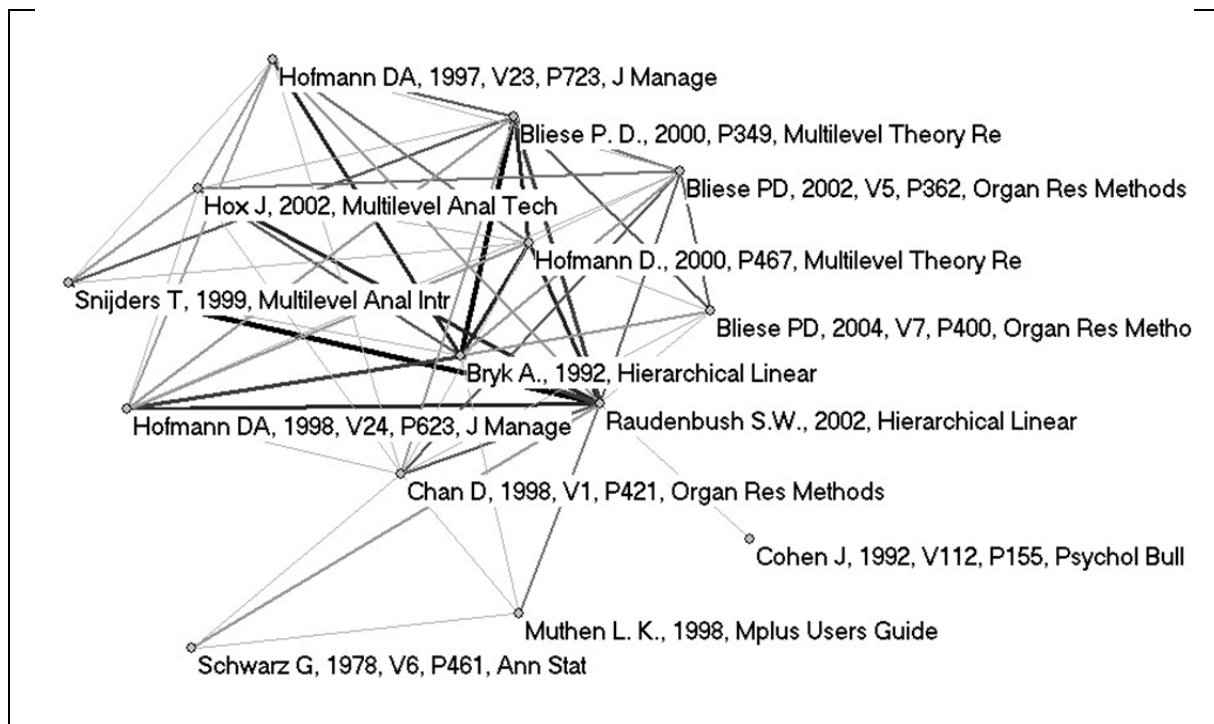 Hofmann DA, 1997, V23, P723, J Manage
Bliese P. D., 2000, P349, Multilevel Theory Re
Bliese PD, 2002, V5, P362, Organ Res Methods
Hox J, 2002, Multilevel Anal Tech
Hofmann D., 2000, P467, Multilevel Theory Re
Snijders T, 1999, Multilevel Anal Intr
Bliese PD, 2004, V7, P400, Organ Res Metho
Bryk A., 1992, Hierarchical Linear
Raudenbush S.W., 2002, Hierarchical Linear
Hofmann DA, 1998, V24, P623, J Manage
Chan D, 1998, V1, P421, Organ Res Methods
Cohen J, 1992, V112, P155, Psychol Bull
Muthen L. K., 1998, Mplus Users Guide
Schwarz G, 1978, V6, P461, Ann Stat